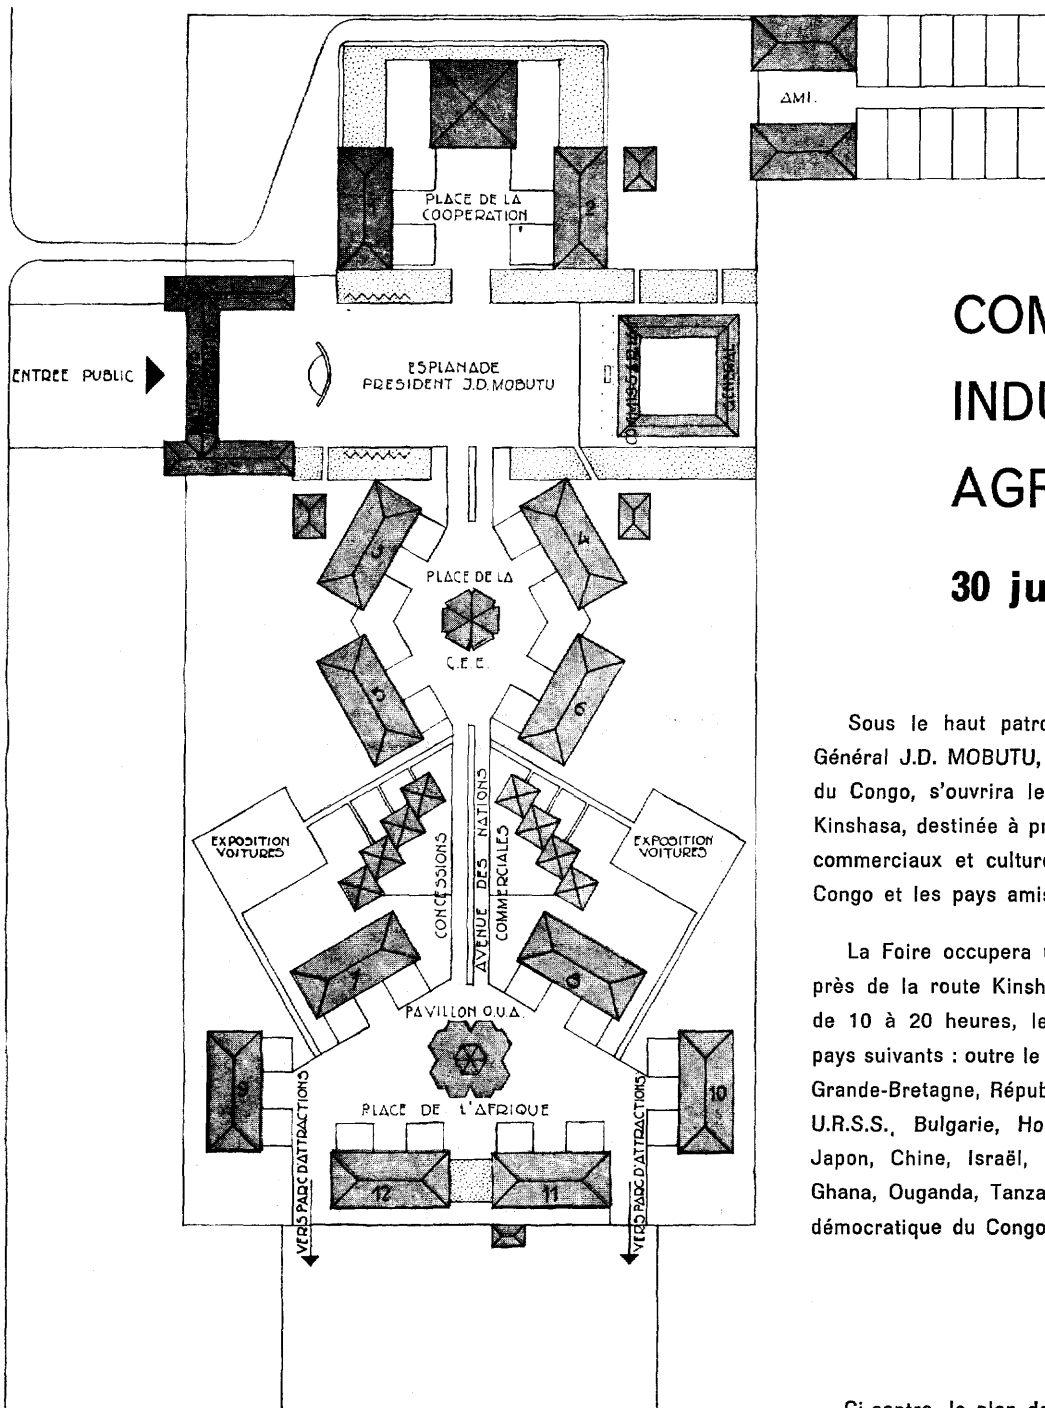 AMI.
1
PLACE DE LA
COOPERATION
2
ENTREE PUBLIC
ESPLANADE
PRESIDENT J.D. MOBUTU
COMMISSARIAT
GENERAL
3
4
PLACE DE LA
C.E.E.
5
6
EXPOSITION
VOITURES
CONCESSIONS
AVENUE DES NATIONS
COMMERCIALES
EXPOSITION
VOITURES
7
8
PAVILLON O.U.A.
9
10
PLACE DE L'AFRIQUE
VERS PARC D'ATTRACTIONS
VERS PARC D'ATTRACTIONS
12
11
COM
INDU
AGR
30 ju
Sous le haut patro
Général J.D. MOBUTU,
du Congo, s'ouvrira le
Kinshasa, destinée à pr
commerciaux et culture
Congo et les pays amis
La Foire occupera u
près de la route Kinsh
de 10 à 20 heures, le
pays suivants : outre le
Grande-Bretagne, Répub
U.R.S.S., Bulgarie, Ho
Japon, Chine, Israël,
Ghana, Ouganda, Tanza
démocratique du Congo
Ci-contre, le plan de